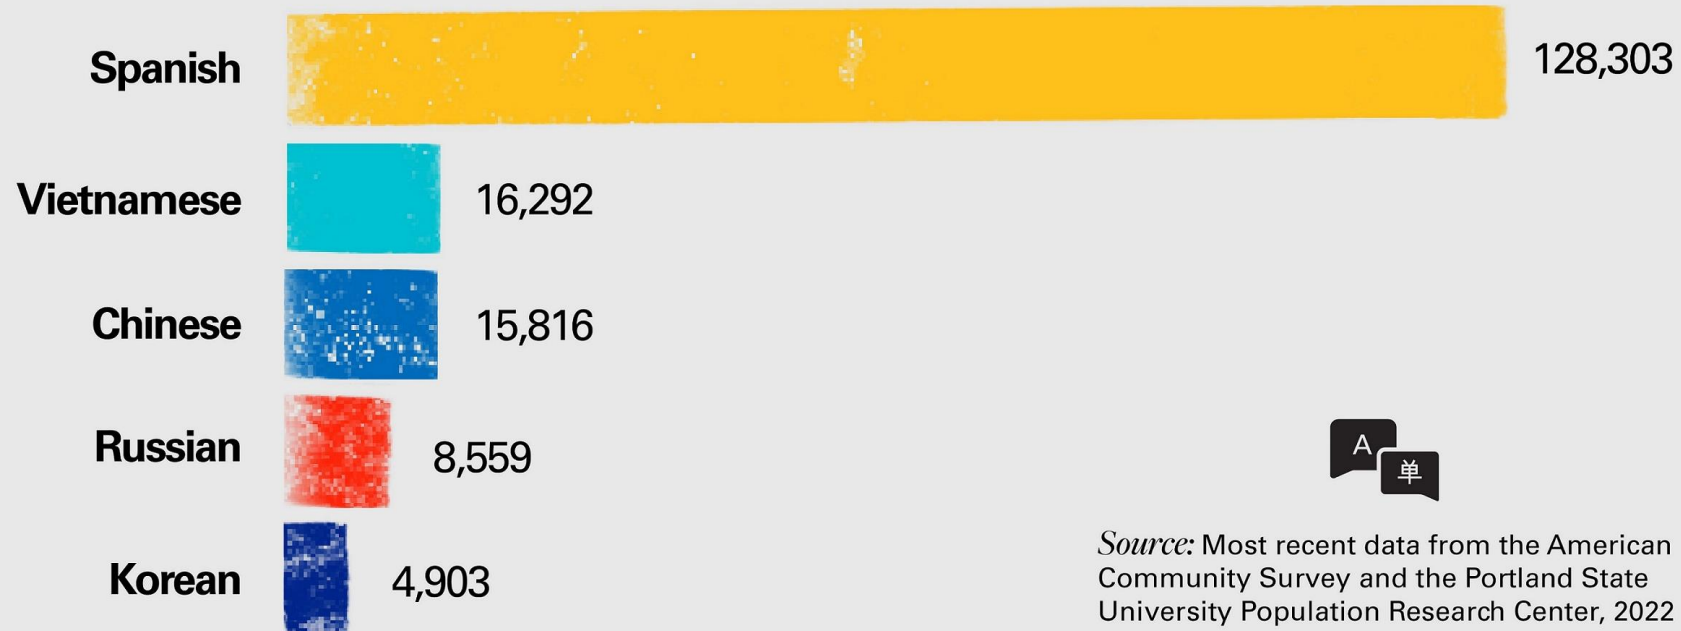 Spanish 128,303
Vietnamese 16,292
Chinese 15,816
Russian 8,559
Korean 4,903
A
单
Source: Most recent data from the American
Community Survey and the Portland State
University Population Research Center, 2022